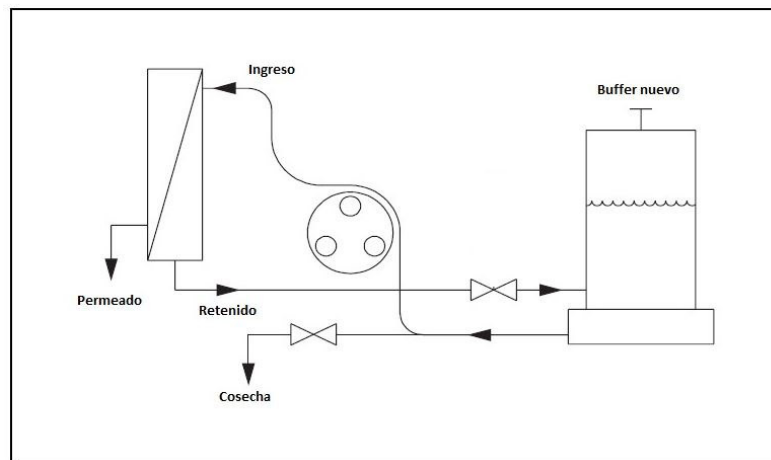 Ingreso
Buffer nuevo
Permeado
Retenido
Cosecha